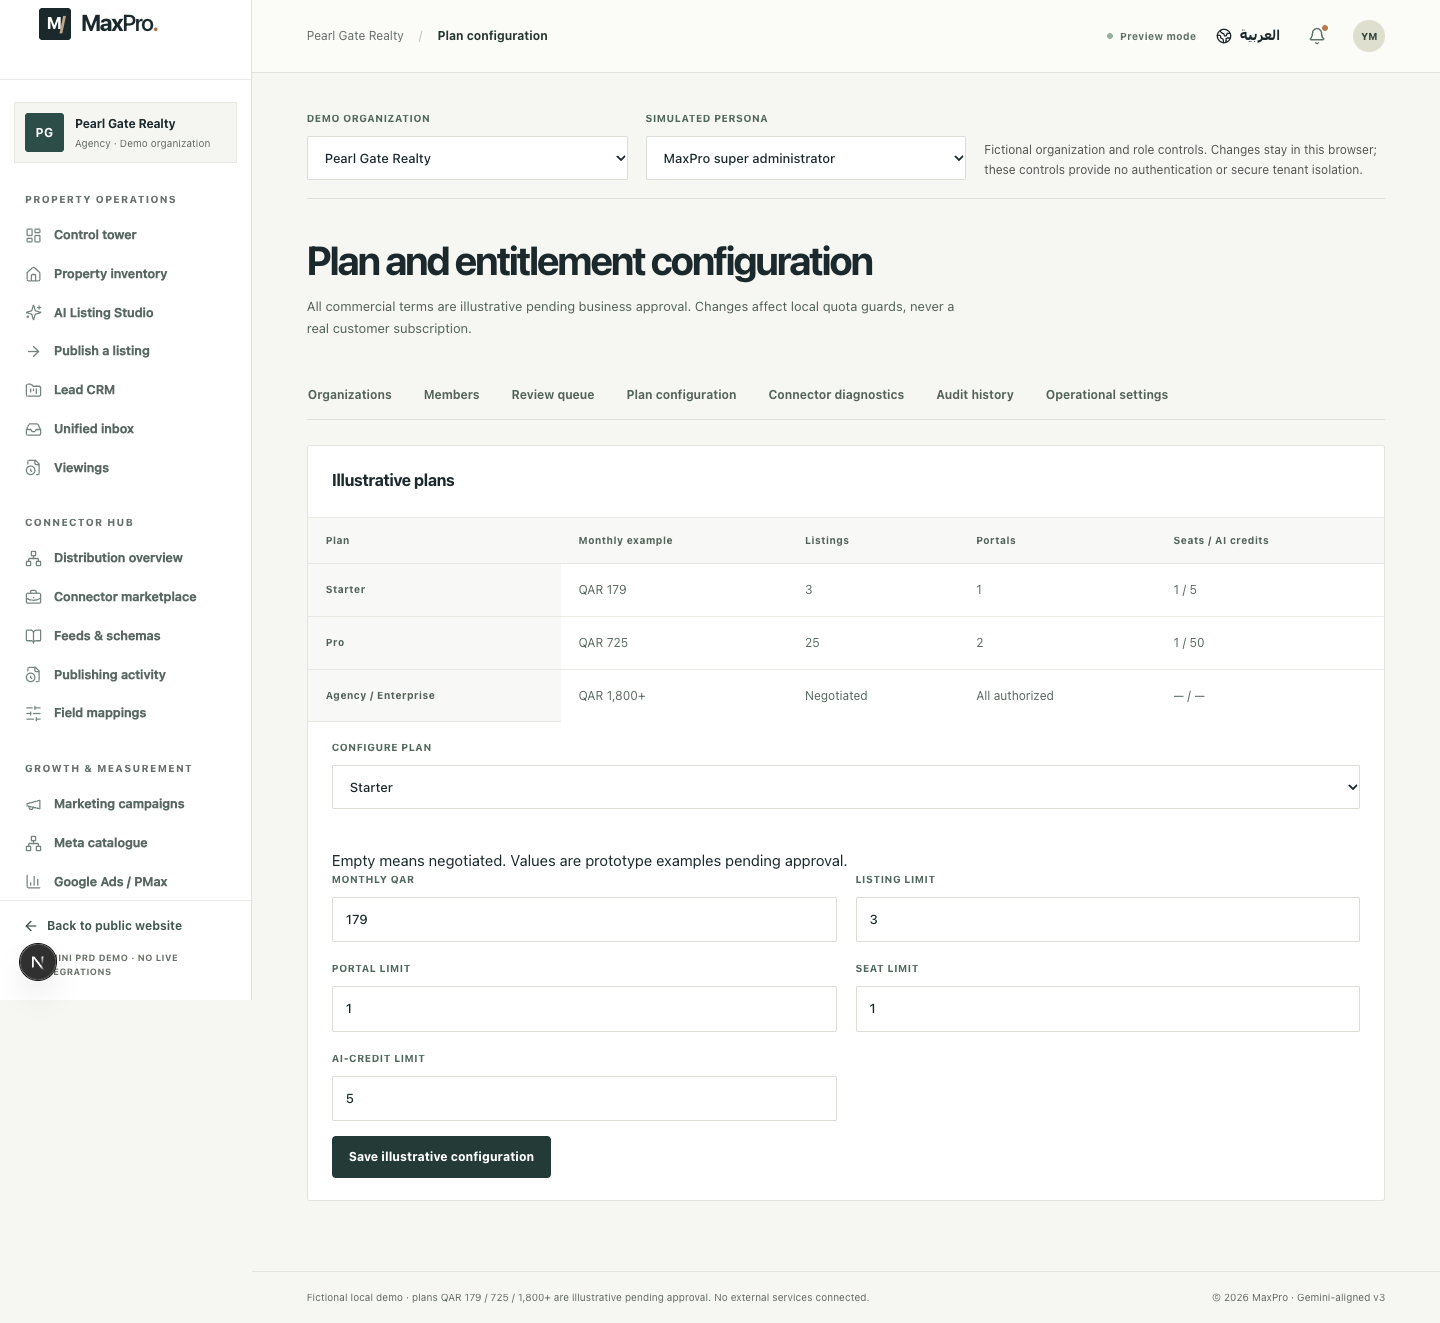 M/ MaxPro.
Pearl Gate Realty / Plan configuration
Preview mode
العربية
YM
PG
Pearl Gate Realty
Agency · Demo organization
PROPERTY OPERATIONS
Control tower
Property inventory
AI Listing Studio
Publish a listing
Lead CRM
Unified inbox
Viewings
CONNECTOR HUB
Distribution overview
Connector marketplace
Feeds & schemas
Publishing activity
Field mappings
GROWTH & MEASUREMENT
Marketing campaigns
Meta catalogue
Google Ads / PMax
Back to public website
INI PRD DEMO · NO LIVE
EGRATIONS
N
DEMO ORGANIZATION
Pearl Gate Realty
SIMULATED PERSONA
MaxPro super administrator
Fictional organization and role controls. Changes stay in this browser;
these controls provide no authentication or secure tenant isolation.
Plan and entitlement configuration
All commercial terms are illustrative pending business approval. Changes affect local quota guards, never a
real customer subscription.
Organizations Members Review queue Plan configuration Connector diagnostics Audit history Operational settings
Illustrative plans
Plan Monthly example Listings Portals Seats / AI credits
Starter QAR 179 3 1 1 / 5
Pro QAR 725 25 2 1 / 50
Agency / Enterprise QAR 1,800+ Negotiated All authorized — / —
CONFIGURE PLAN
Starter
Empty means negotiated. Values are prototype examples pending approval.
MONTHLY QAR LISTING LIMIT
179 3
PORTAL LIMIT SEAT LIMIT
1 1
AI-CREDIT LIMIT
5
Save illustrative configuration
Fictional local demo · plans QAR 179 / 725 / 1,800+ are illustrative pending approval. No external services connected.
© 2026 MaxPro · Gemini-aligned v3